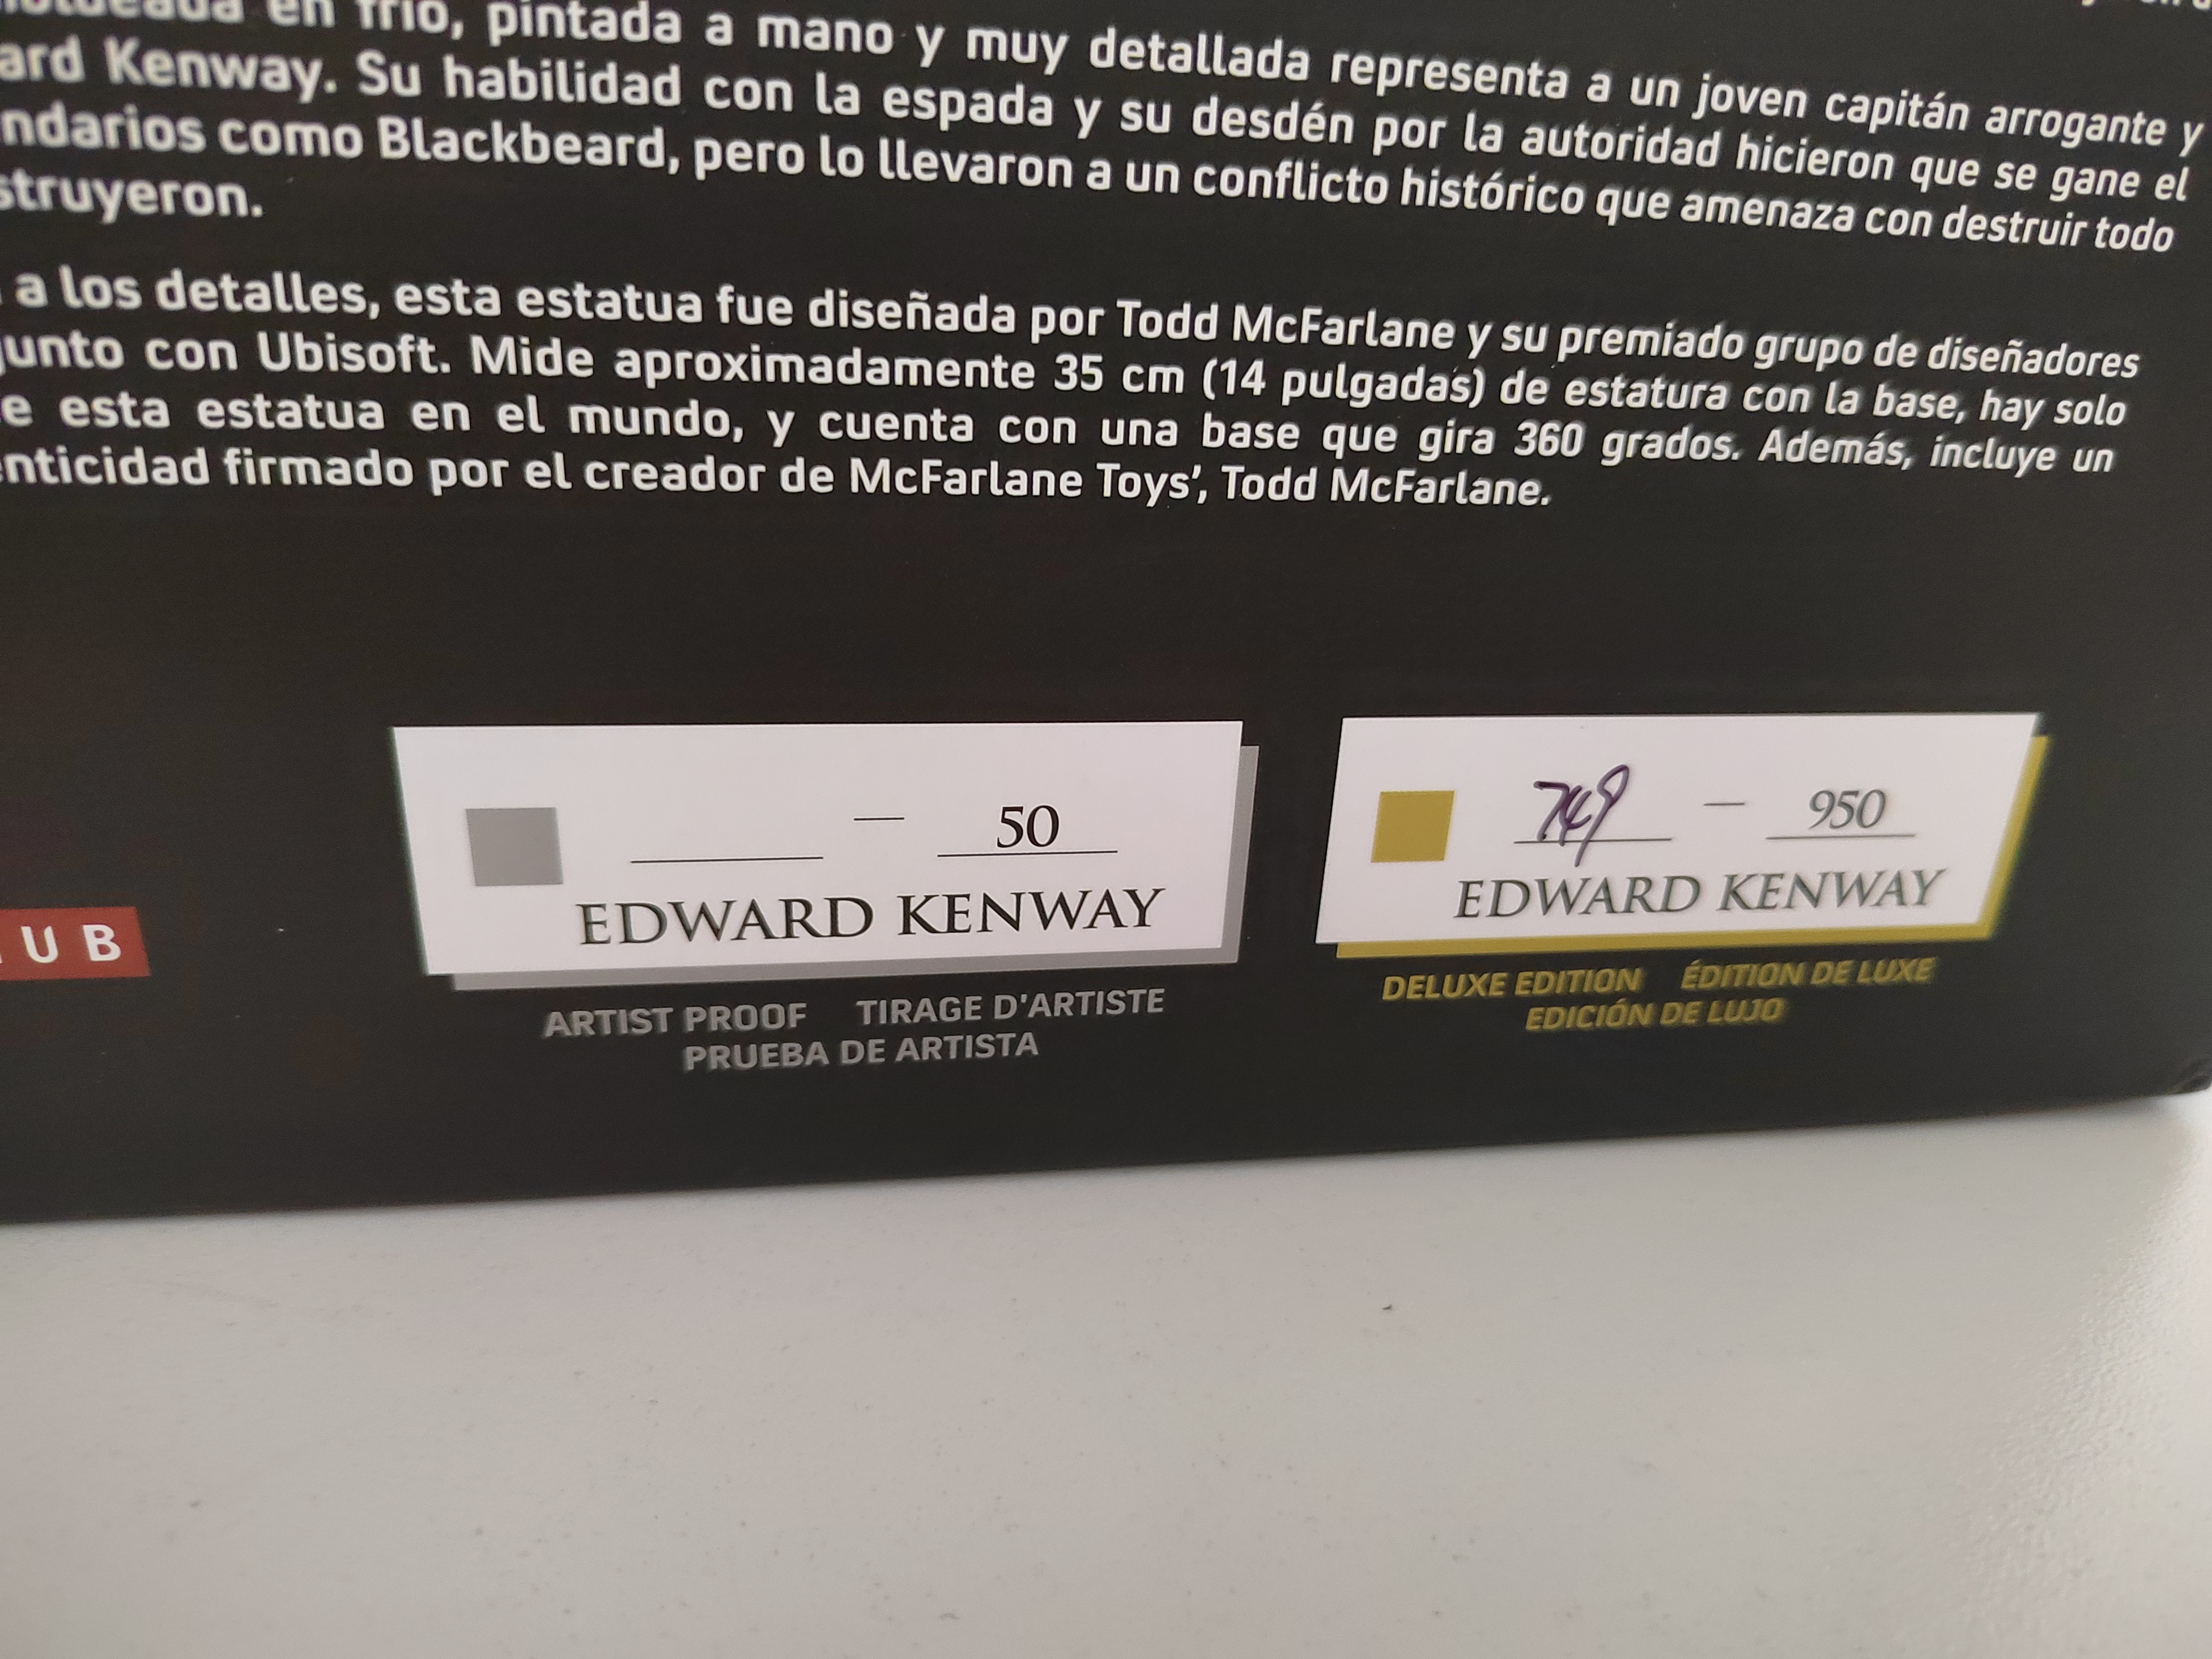 en frío, pintada a mano y muy detallada representa a un joven capitán arrogante y
ard Kenway. Su habilidad con la espada y su desdén por la autoridad hicieron que se gane el
ndarios como Blackbeard, pero lo llevaron a un conflicto histórico que amenaza con destruir todo
struyeron.
a los detalles, esta estatua fue diseñada por Todd McFarlane y su premiado grupo de diseñadores
junto con Ubisoft. Mide aproximadamente 35 cm (14 pulgadas) de estatura con la base, hay solo
e esta estatua en el mundo, y cuenta con una base que gira 360 grados. Además, incluye un
enticidad firmado por el creador de McFarlane Toys’, Todd McFarlane.
UB
— 50
EDWARD KENWAY
ARTIST PROOF TIRAGE D'ARTISTE
PRUEBA DE ARTISTA
749 — 950
EDWARD KENWAY
DELUXE EDITION ÉDITION DE LUXE
EDICIÓN DE LUJO